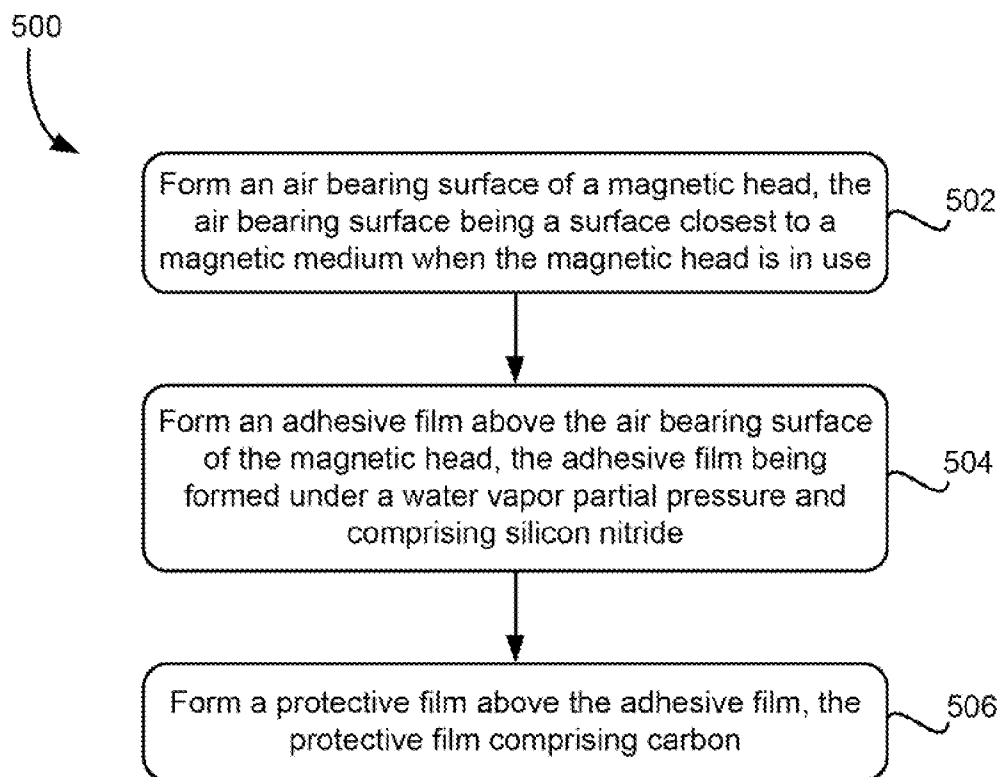 500
Form an air bearing surface of a magnetic head, the
air bearing surface being a surface closest to a
magnetic medium when the magnetic head is in use
502
Form an adhesive film above the air bearing surface
of the magnetic head, the adhesive film being
formed under a water vapor partial pressure and
comprising silicon nitride
504
Form a protective film above the adhesive film, the
protective film comprising carbon
506